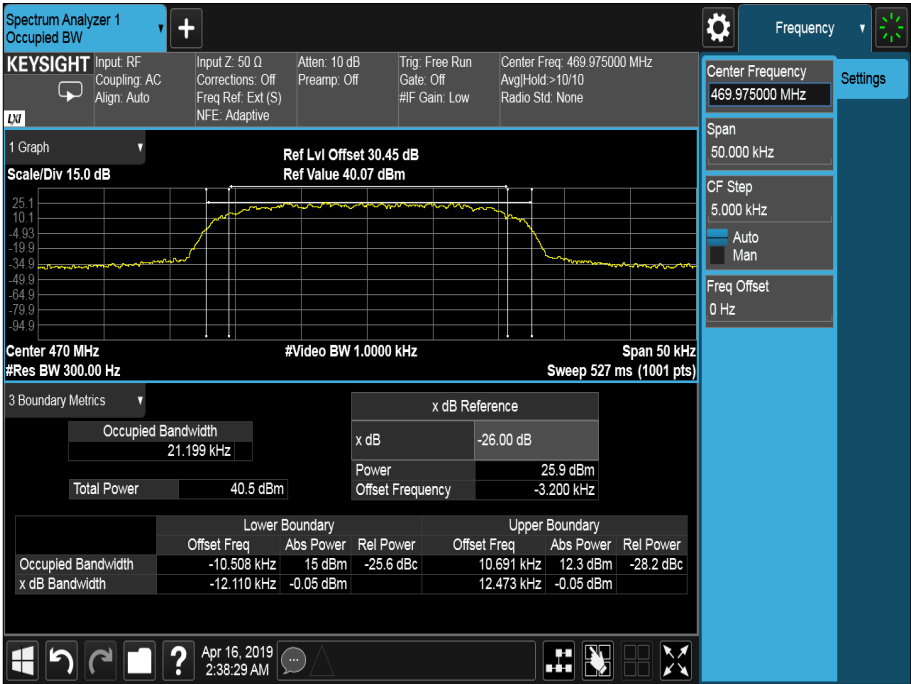 Spectrum Analyzer 1
Occupied BW
+
Frequency
KEYSIGHT
LXI
Input: RF
Coupling: AC
Align: Auto
Input Z: 50 Ω
Corrections: Off
Freq Ref: Ext (S)
NFE: Adaptive
Atten: 10 dB
Preamp: Off
Trig: Free Run
Gate: Off
#IF Gain: Low
Center Freq: 469.975000 MHz
Avg|Hold:>10/10
Radio Std: None
Center Frequency
469.975000 MHz
Settings
Span
50.000 kHz
CF Step
5.000 kHz
Auto
Man
Freq Offset
0 Hz
1 Graph
Scale/Div 15.0 dB
Ref Lvl Offset 30.45 dB
Ref Value 40.07 dBm
25.1
10.1
-4.93
-19.9
-34.9
-49.9
-64.9
-79.9
-94.9
Center 470 MHz #Video BW 1.0000 kHz Span 50 kHz
#Res BW 300.00 Hz Sweep 527 ms (1001 pts)
3 Boundary Metrics
Occupied Bandwidth
21.199 kHz
Total Power 40.5 dBm
x dB Reference
x dB -26.00 dB
Power 25.9 dBm
Offset Frequency -3.200 kHz
Lower Boundary Upper Boundary
Offset Freq Abs Power Rel Power Offset Freq Abs Power Rel Power
Occupied Bandwidth -10.508 kHz 15 dBm -25.6 dBc 10.691 kHz 12.3 dBm -28.2 dBc
x dB Bandwidth -12.110 kHz -0.05 dBm 12.473 kHz -0.05 dBm
?
Apr 16, 2019
2:38:29 AM